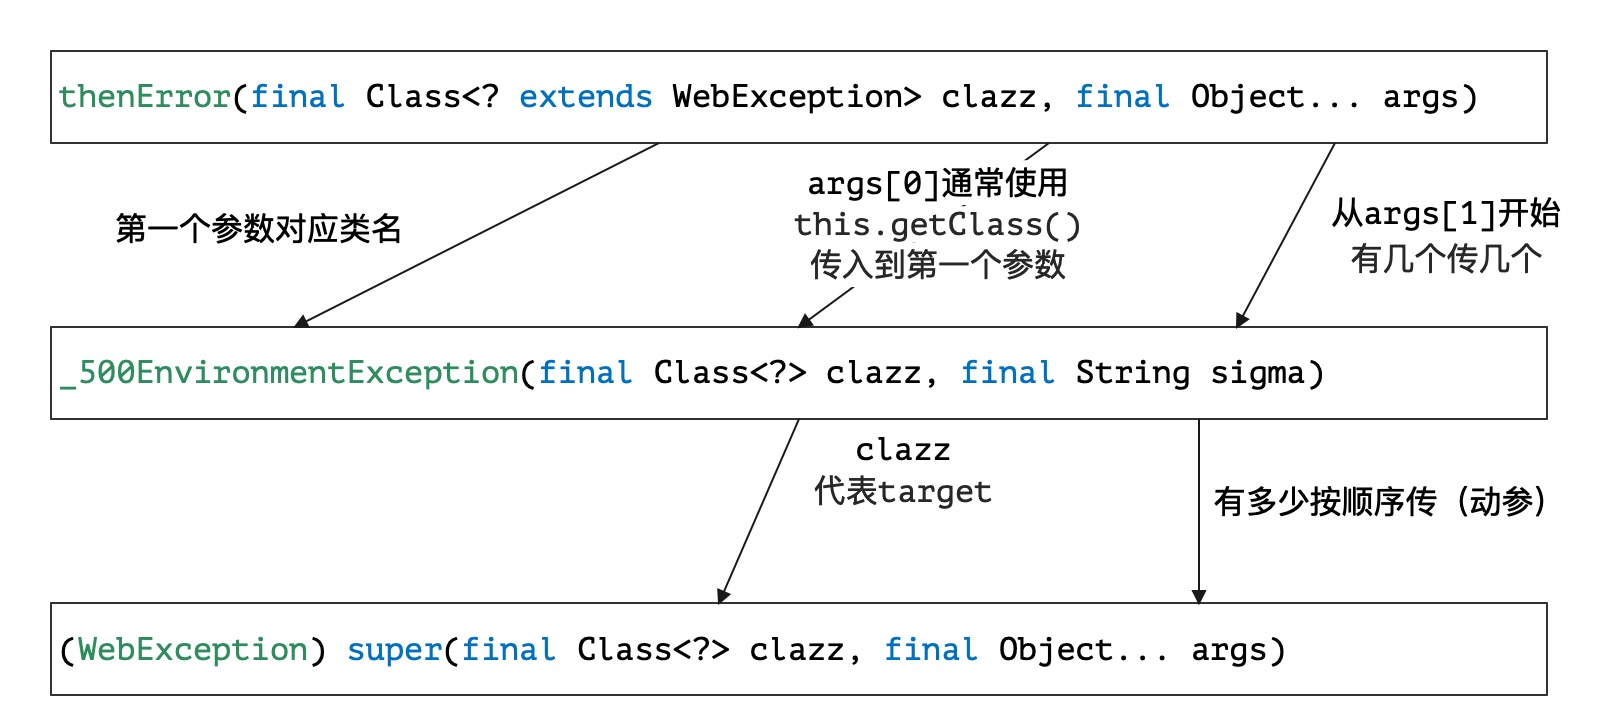 thenError(final Class<? extends WebException> clazz, final Object... args)
第一个参数对应类名
args[0]通常使用
this.getClass()
传入到第一个参数
从args[1]开始
有几个传几个
_500EnvironmentException(final Class<?> clazz, final String sigma)
clazz
代表target
有多少按顺序传（动参）
(WebException) super(final Class<?> clazz, final Object... args)